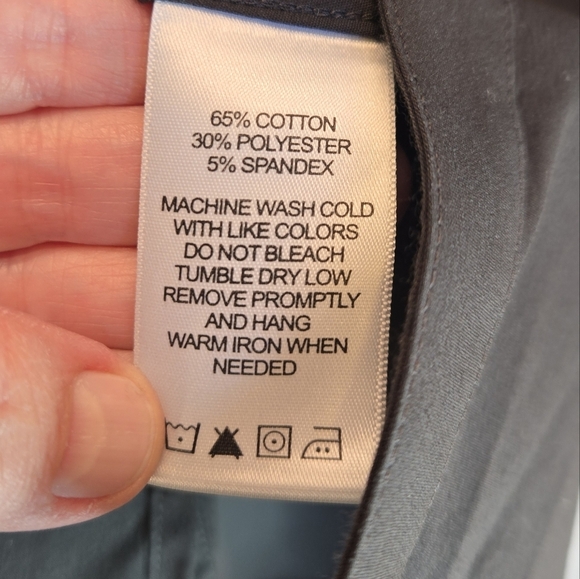 65% COTTON
30% POLYESTER
5% SPANDEX
MACHINE WASH COLD
WITH LIKE COLORS
DO NOT BLEACH
TUMBLE DRY LOW
REMOVE PROMPTLY
AND HANG
WARM IRON WHEN
NEEDED